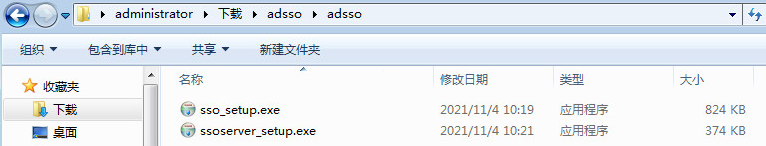 administrator ▸ 下载 ▸ adsso ▸ adsso
组织 包含到库中 共享 新建文件夹
收藏夹
下载
桌面
名称 修改日期 类型 大小
sso_setup.exe 2021/11/4 10:19 应用程序 824 KB
ssoserver_setup.exe 2021/11/4 10:21 应用程序 374 KB